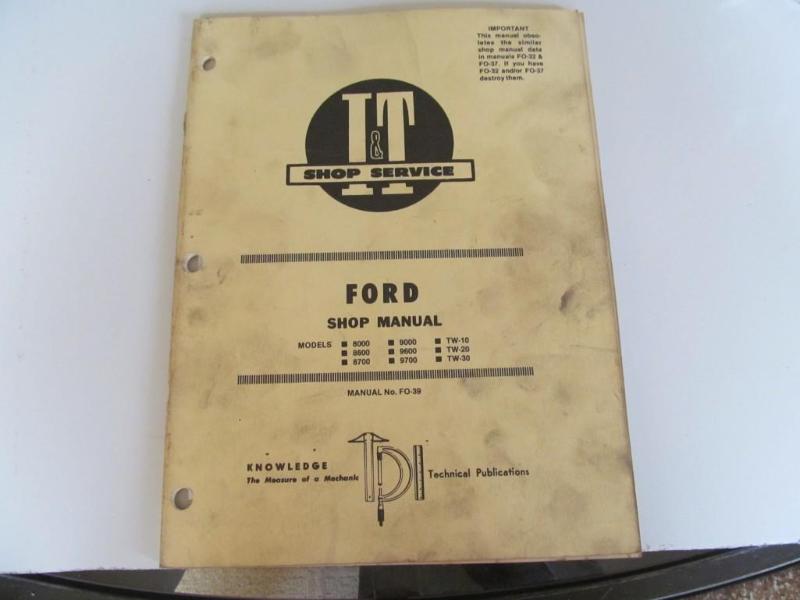 IMPORTANT
This manual obso-
letes the similar
shop manual data
in manuals FO-32 &
FO-37. If you have
FO-32 and/or FO-37
destroy them.
I&T
SHOP SERVICE
FORD
SHOP MANUAL
MODELS ■ 8000 ■ 9000 ■ TW-10
■ 8600 ■ 9600 ■ TW-20
■ 8700 ■ 9700 ■ TW-30
MANUAL No. FO-39
KNOWLEDGE
The Measure of a Mechanic
TPI
Technical Publications